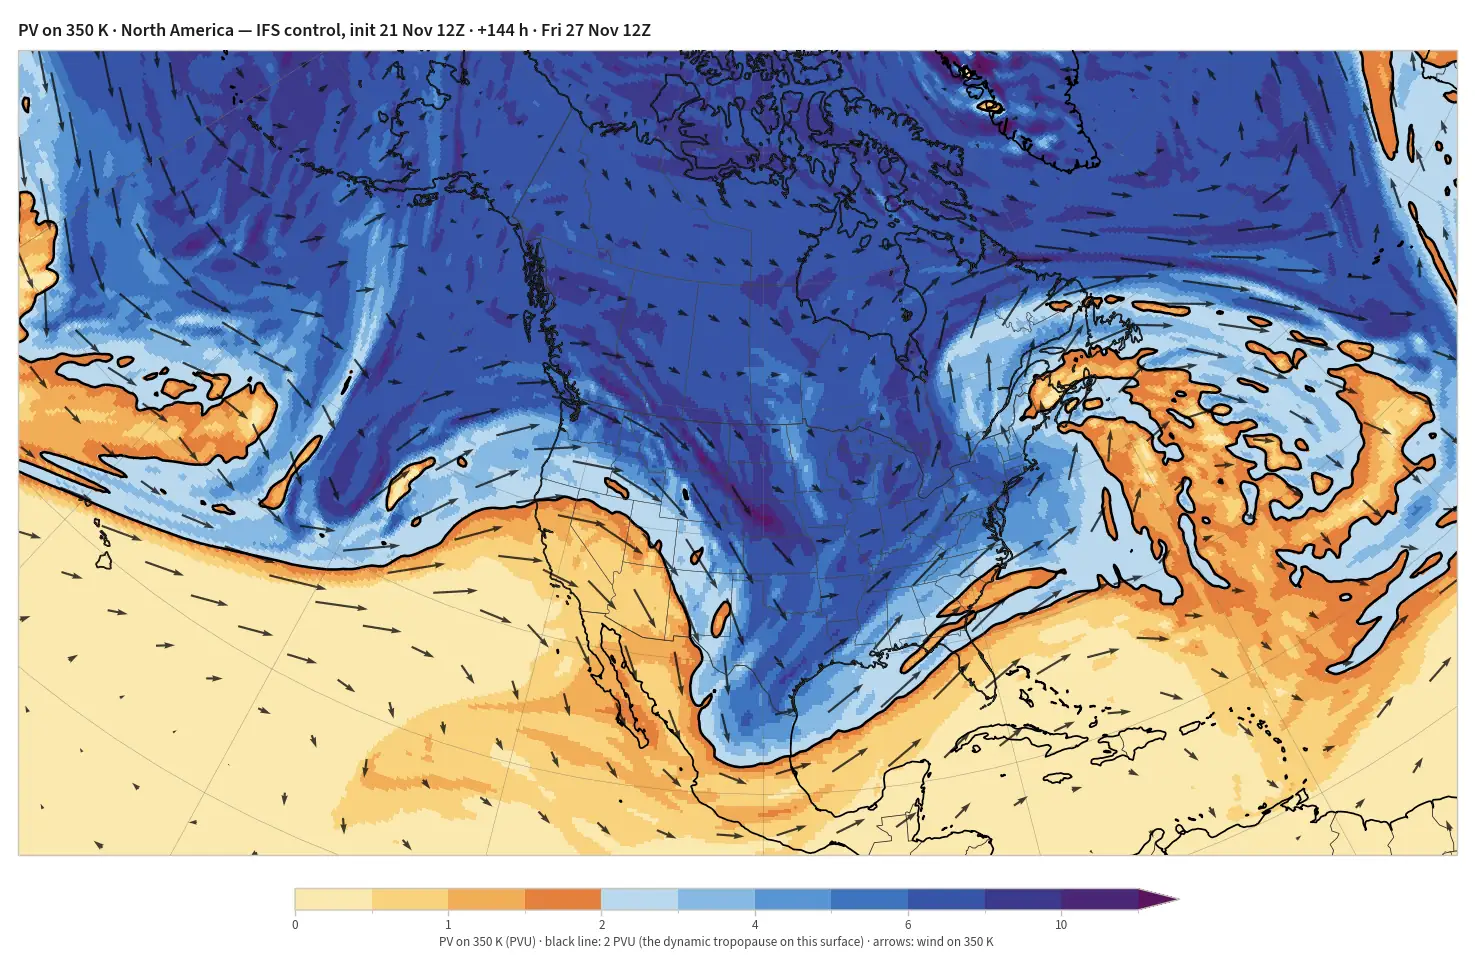 PV on 350 K · North America — IFS control, init 21 Nov 12Z · +144 h · Fri 27 Nov 12Z
0 1 2 4 6 10
PV on 350 K (PVU) · black line: 2 PVU (the dynamic tropopause on this surface) · arrows: wind on 350 K